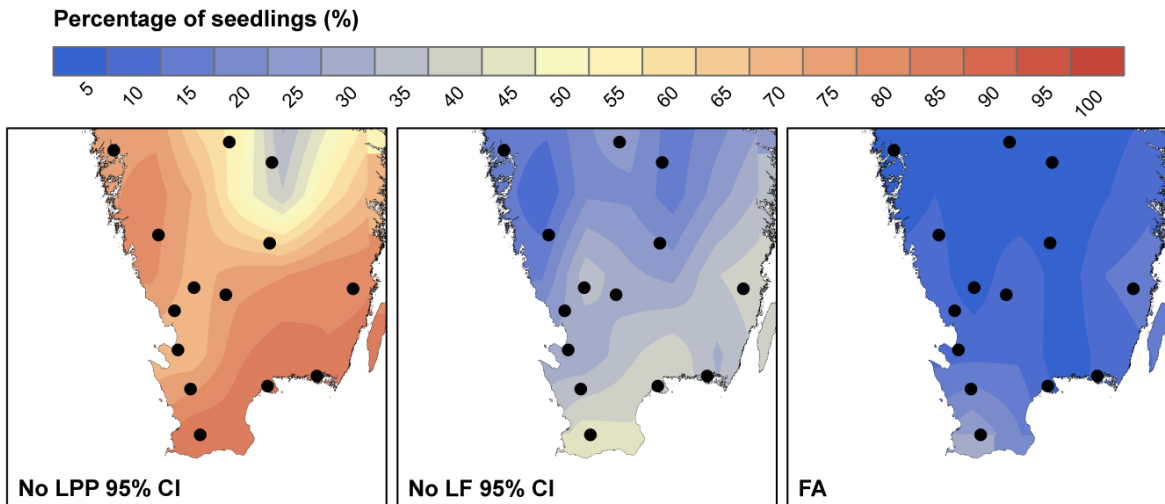 Percentage of seedlings (%)
5 10 15 20 25 30 35 40 45 50 55 60 65 70 75 80 85 90 95 100
No LPP 95% CI No LF 95% CI FA